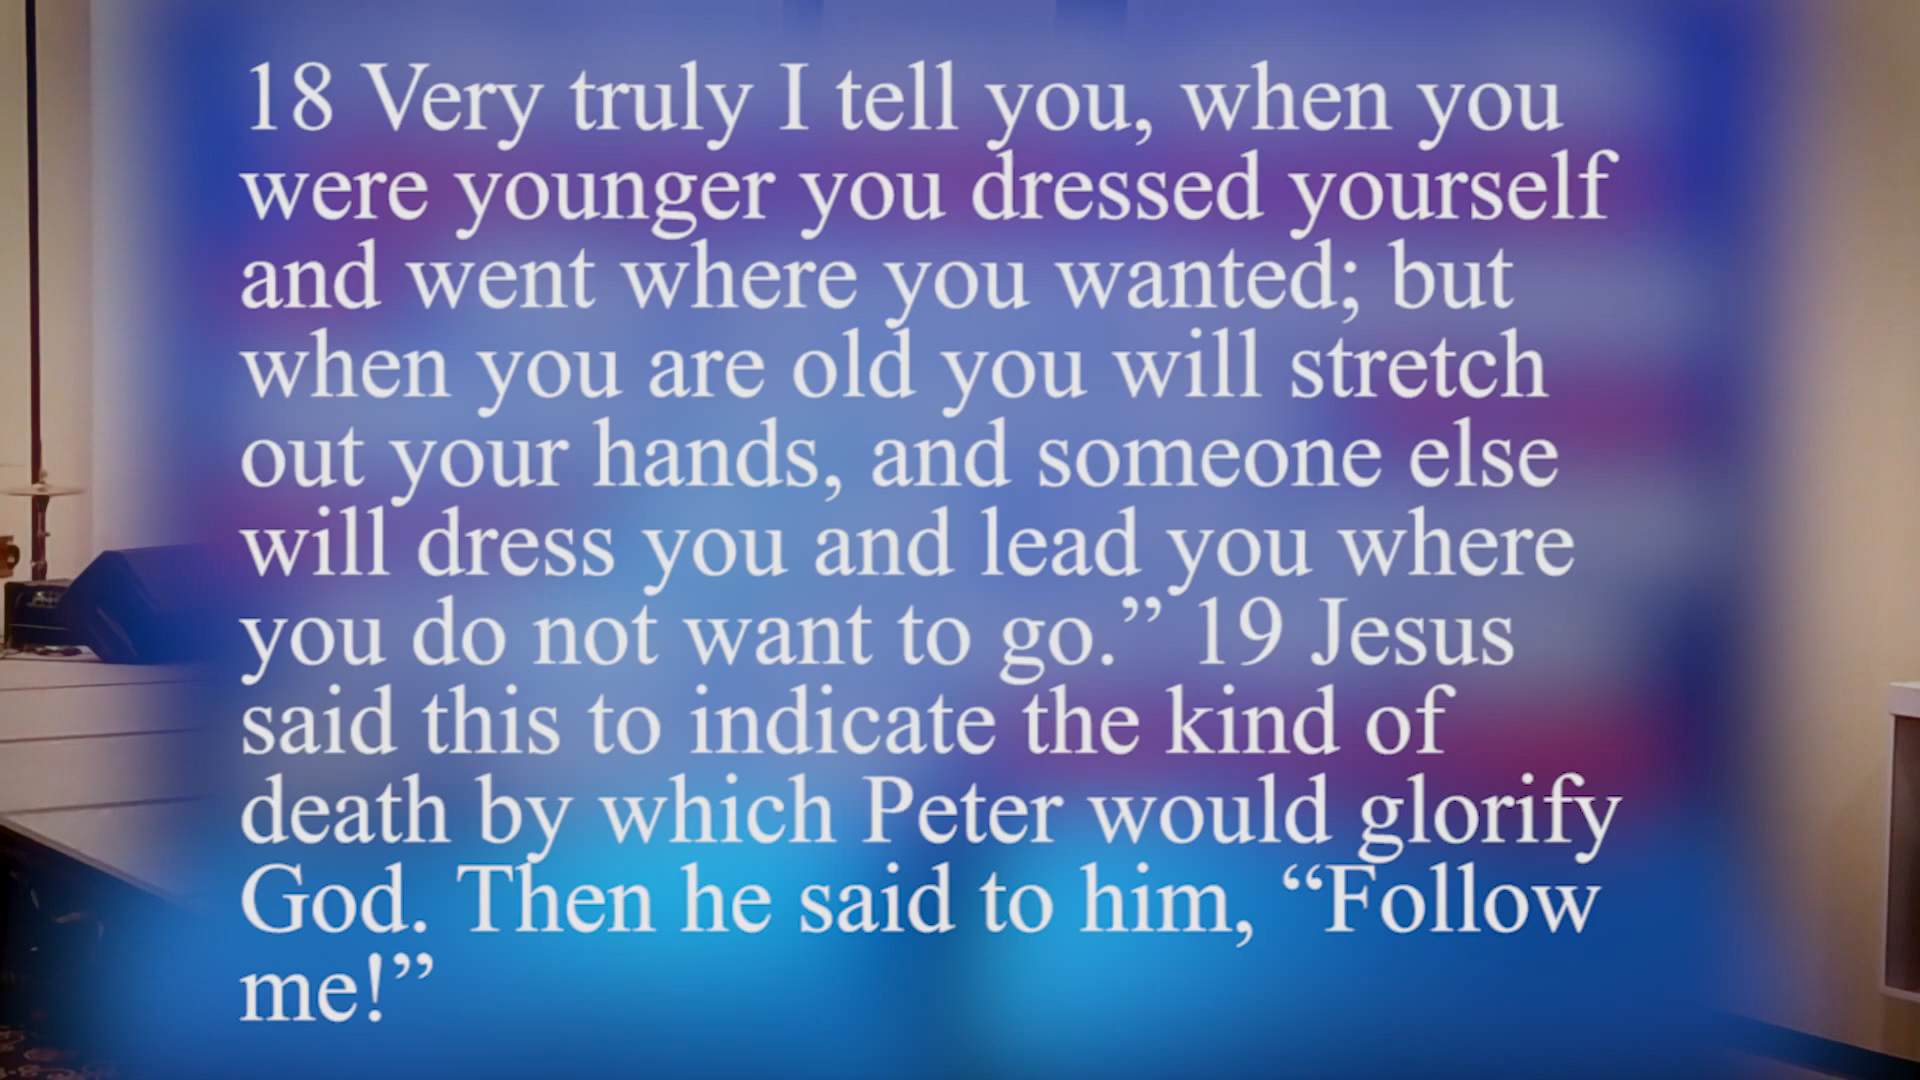 18 Very truly I tell you, when you
were younger you dressed yourself
and went where you wanted; but
when you are old you will stretch
out your hands, and someone else
will dress you and lead you where
you do not want to go.” 19 Jesus
said this to indicate the kind of
death by which Peter would glorify
God. Then he said to him, “Follow
me!”